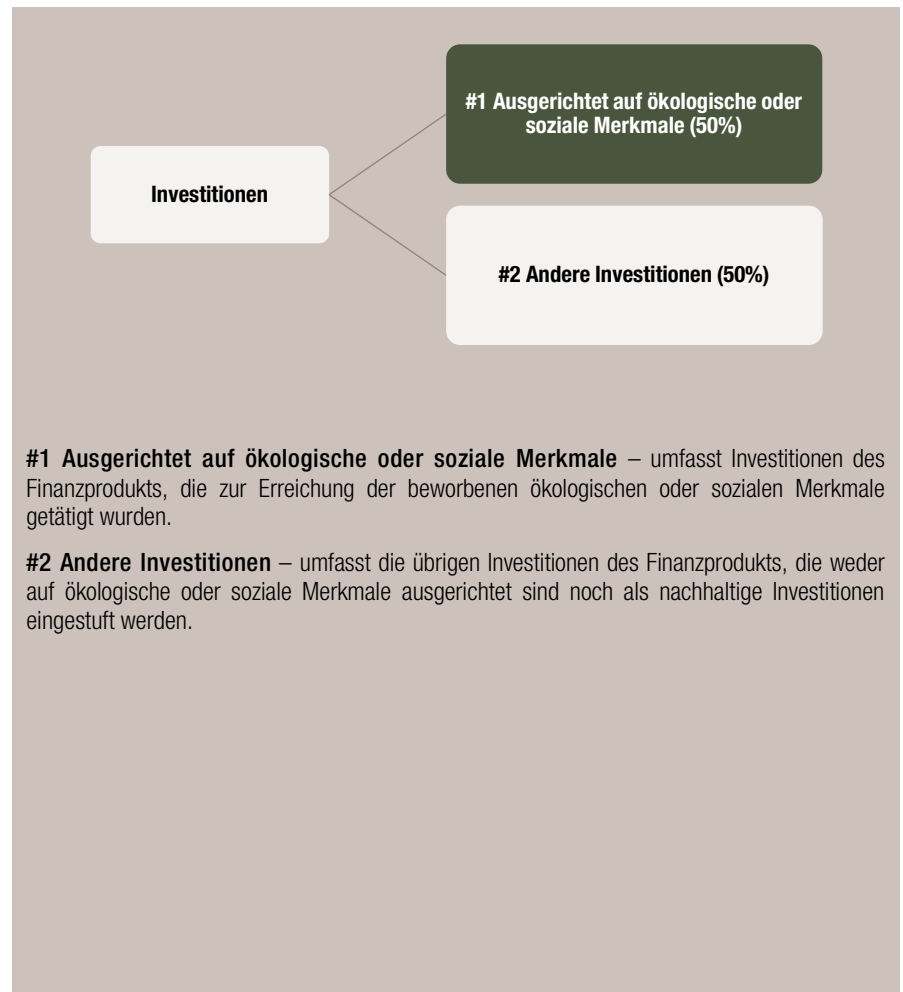 #1 Ausgerichtet auf ökologische oder
soziale Merkmale (50%)
Investitionen
#2 Andere Investitionen (50%)
#1 Ausgerichtet auf ökologische oder soziale Merkmale – umfasst Investitionen des
Finanzprodukts, die zur Erreichung der beworbenen ökologischen oder sozialen Merkmale
getätigt wurden.
#2 Andere Investitionen – umfasst die übrigen Investitionen des Finanzprodukts, die weder
auf ökologische oder soziale Merkmale ausgerichtet sind noch als nachhaltige Investitionen
eingestuft werden.